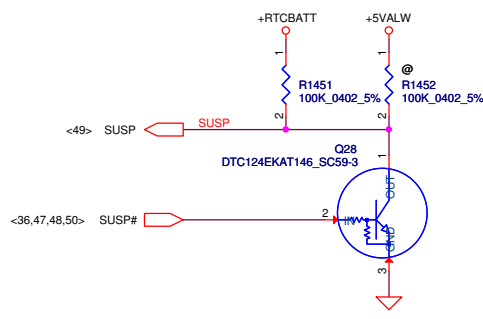 +RTCBATT
+5VALW
1
1
@
R1451
100K_0402_5%
R1452
100K_0402_5%
2
2
<49>
SUSP
SUSP
Q28
DTC124EKAT146_SC59-3
1
OUT
<36,47,48,50>
SUSP#
2
IN
GND
3